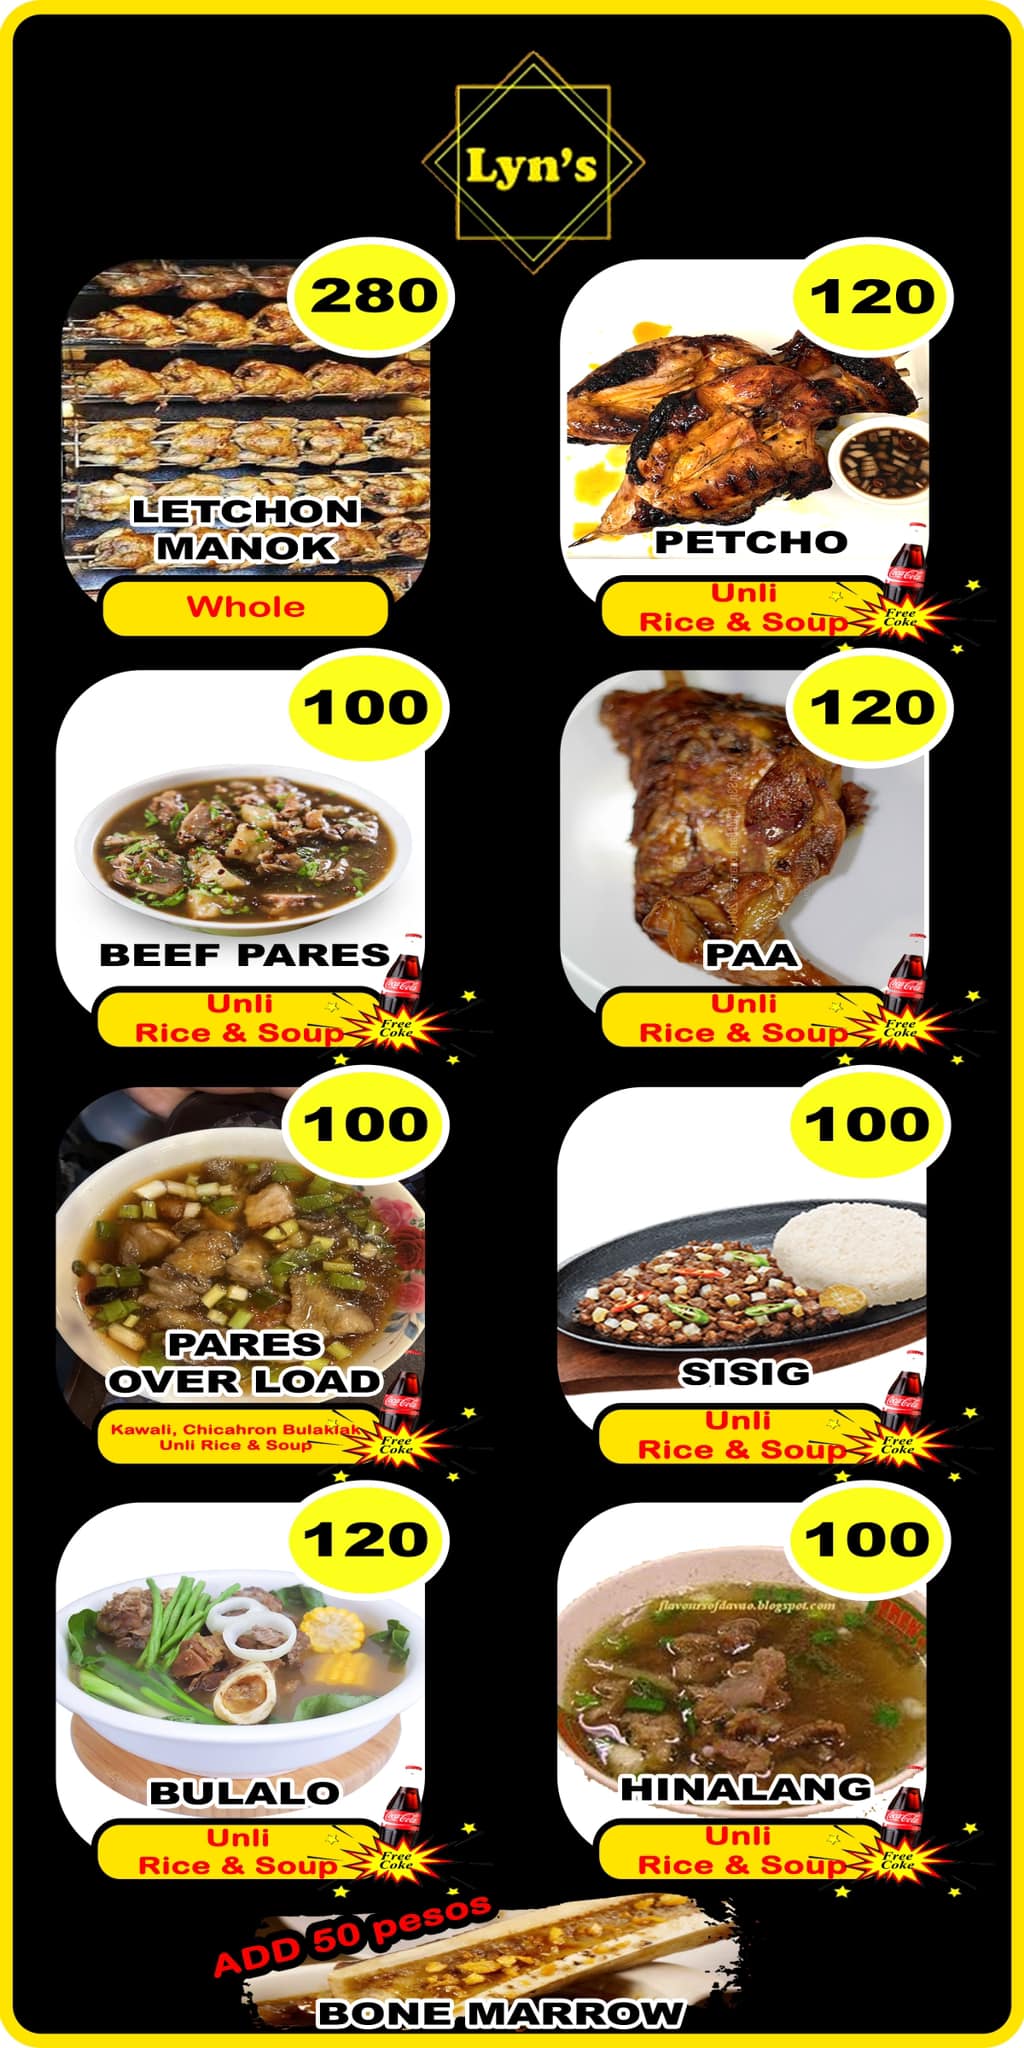 Lyn's
280
LETCHON
MANOK
Whole
120
PETCHO
Unli
Rice & Soup
Free
Coke
100
BEEF PARES
Unli
Rice & Soup
Free
Coke
120
PAA
Unli
Rice & Soup
Free
Coke
100
PARES
OVER LOAD
Kawali, Chicahron Bulaklak
Unli Rice & Soup
Free
Coke
100
SISIG
Unli
Rice & Soup
Free
Coke
120
BULALO
Unli
Rice & Soup
Free
Coke
100
flavoursofdavao.blogspot.com
HINALANG
Unli
Rice & Soup
Free
Coke
ADD 50 pesos
BONE MARROW